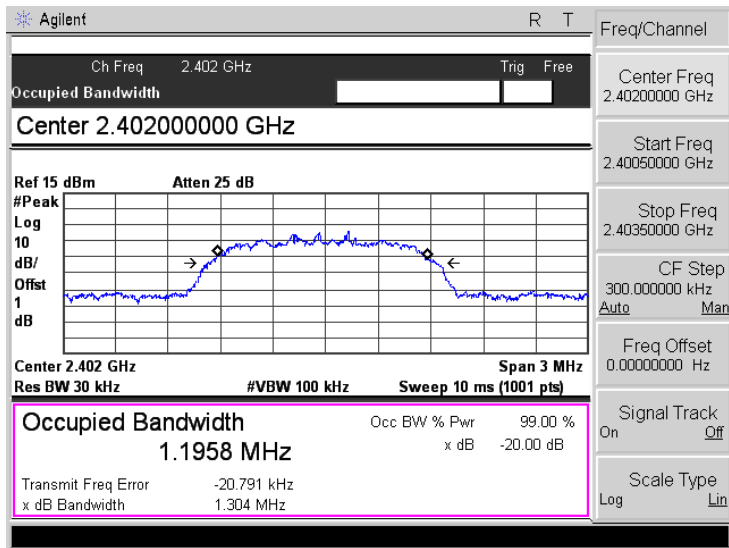 Agilent R T
Ch Freq 2.402 GHz Trig Free
Occupied Bandwidth
Center 2.402000000 GHz
Ref 15 dBm Atten 25 dB
#Peak
Log
10
dB/
Offst
1
dB
Center 2.402 GHz Span 3 MHz
Res BW 30 kHz #VBW 100 kHz Sweep 10 ms (1001 pts)
Occupied Bandwidth
1.1958 MHz
Occ BW % Pwr 99.00 %
x dB -20.00 dB
Transmit Freq Error -20.791 kHz
x dB Bandwidth 1.304 MHz
Freq/Channel
Center Freq
2.40200000 GHz
Start Freq
2.40050000 GHz
Stop Freq
2.40350000 GHz
CF Step
300.000000 kHz
Auto Man
Freq Offset
0.00000000 Hz
Signal Track
On Off
Scale Type
Log Lin